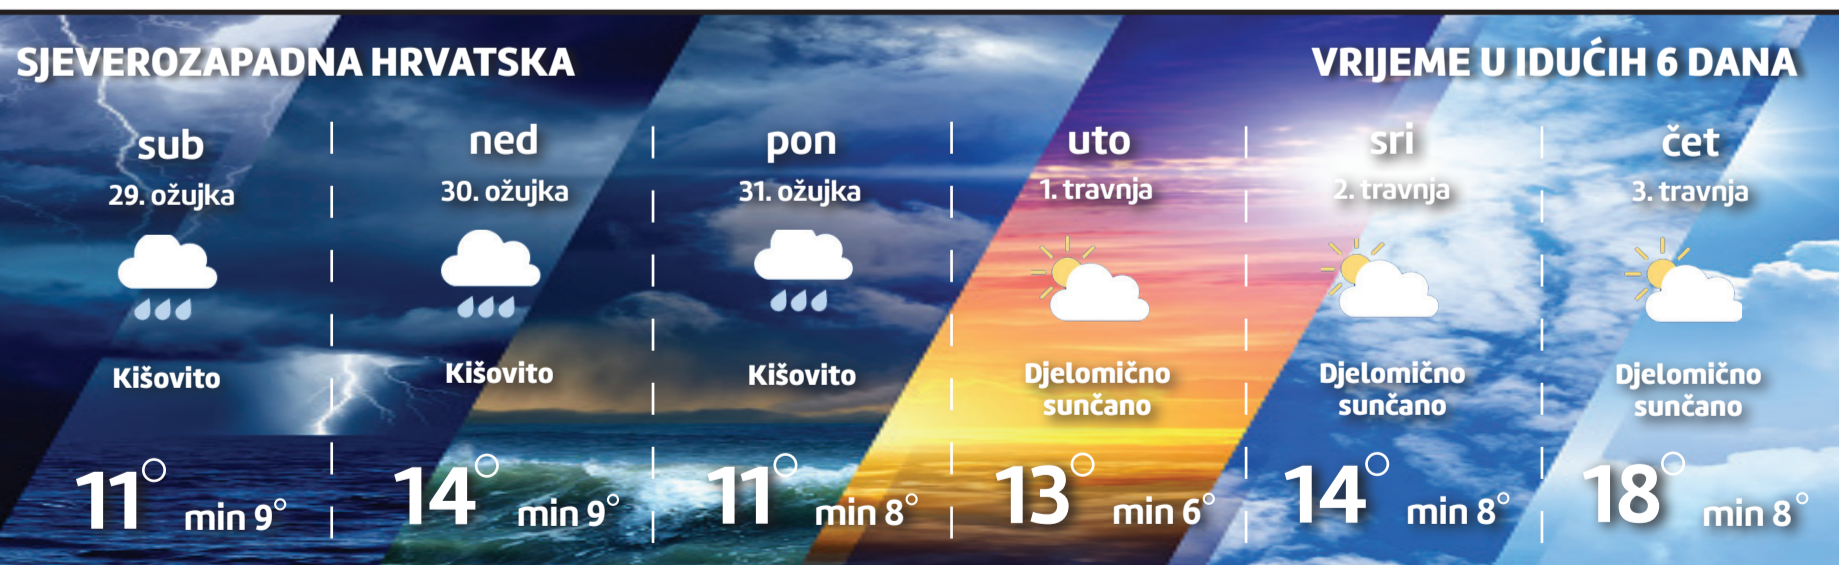 SJEVEROZAPADNA HRVATSKA
VRIJEME U IDUĆIH 6 DANA
sub
29. ožujka
Kišovito
11° min 9°
ned
30. ožujka
Kišovito
14° min 9°
pon
31. ožujka
Kišovito
11° min 8°
uto
1. travnja
Djelomično
sunčano
13° min 6°
sri
2. travnja
Djelomično
sunčano
14° min 8°
čet
3. travnja
Djelomično
sunčano
18° min 8°